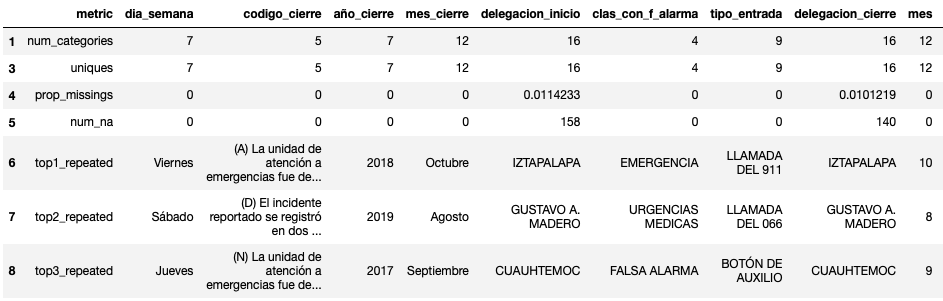 metric dia_semana codigo_cierre año_cierre mes_cierre delegacion_inicio clas_con_f_alarma tipo_entrada delegacion_cierre mes
1 num_categories 7 5 7 12 16 4 9 16 12
3 uniques 7 5 7 12 16 4 9 16 12
4 prop_missings 0 0 0 0 0.0114233 0 0 0.0101219 0
5 num_na 0 0 0 0 158 0 0 140 0
(A) La unidad de
6 top1_repeated Viernes atención a 2018 Octubre IZTAPALAPA EMERGENCIA LLAMADA DEL 911 IZTAPALAPA 10
emergencias fue de...
(D) El incidente
7 top2_repeated Sábado reportado se registró 2019 Agosto GUSTAVO A. MADERO URGENCIAS MEDICAS LLAMADA DEL 066 GUSTAVO A. MADERO 8
en dos ...
(N) La unidad de
8 top3_repeated Jueves atención a 2017 Septiembre CUAUHTEMOC FALSA ALARMA BOTÓN DE AUXILIO CUAUHTEMOC 9
emergencias fue de...